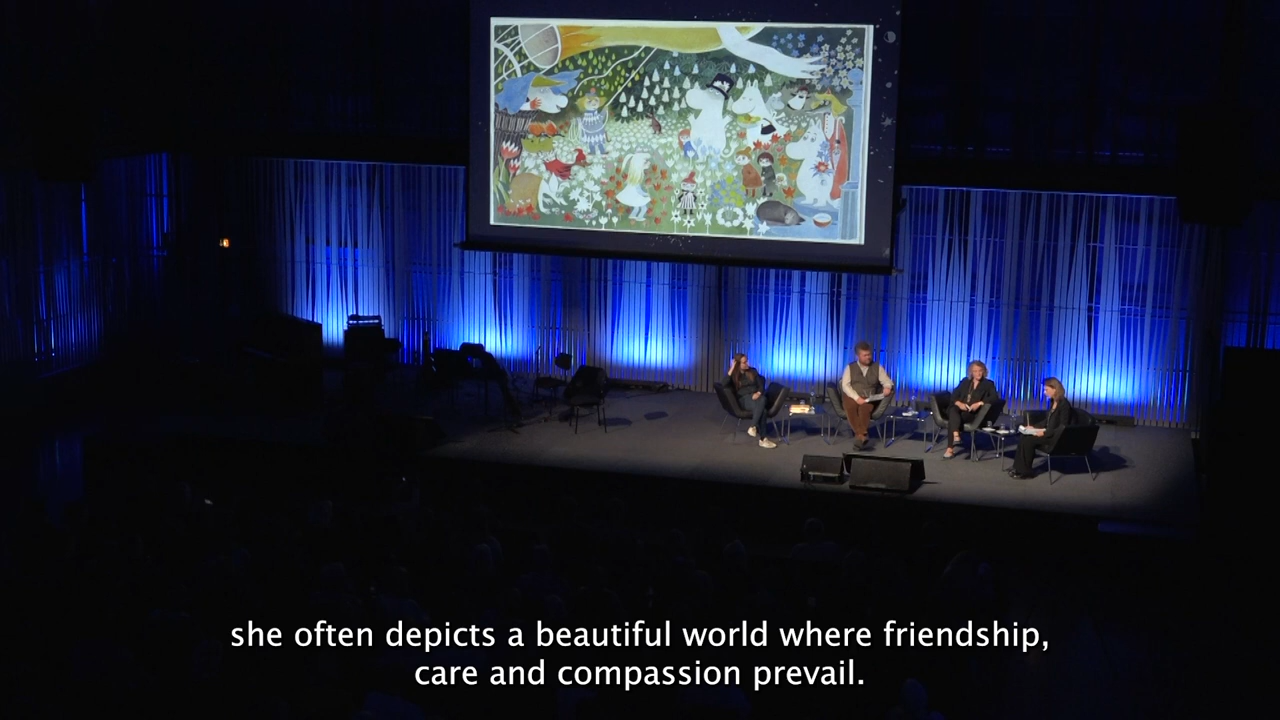 she often depicts a beautiful world where friendship,
care and compassion prevail.